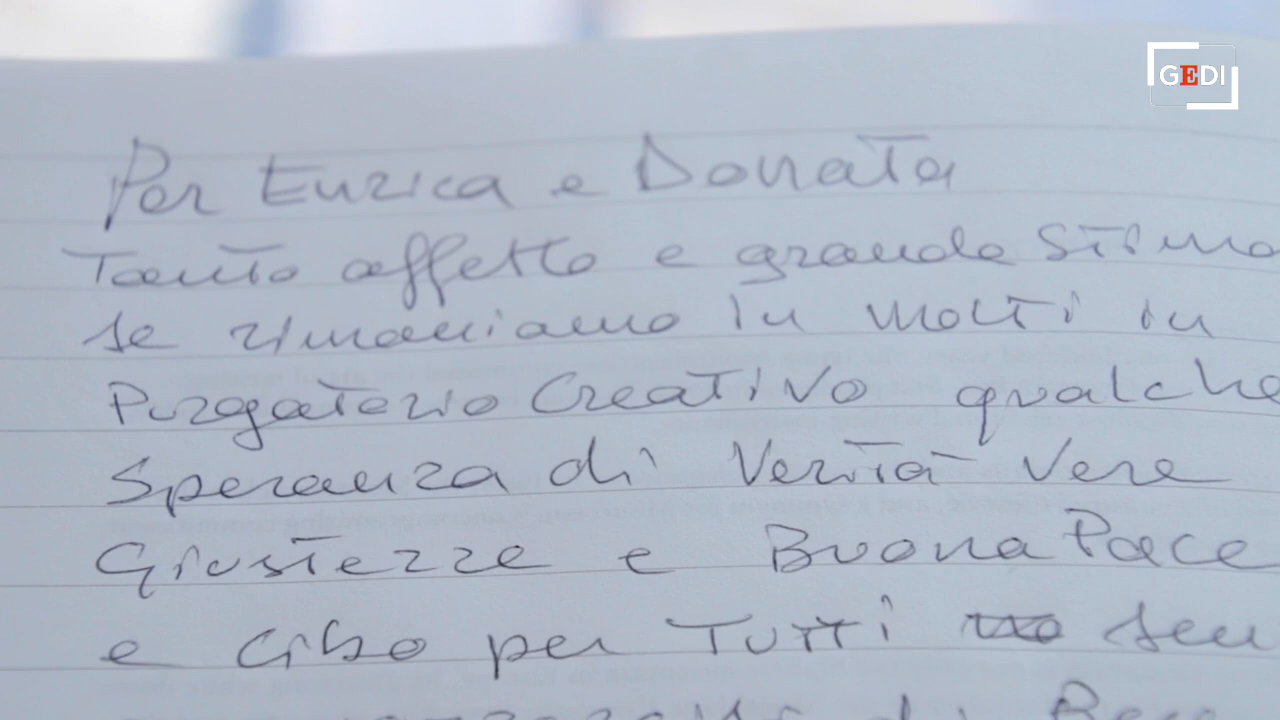 GEDI
Per Enrica e Donata
Tanto affetto e grande stima
se rimaniamo in molti in
Purgatorio Creativo qualche
Speranza di Verità Vere
Giustezze e Buona Pace
e cibo per Tutti